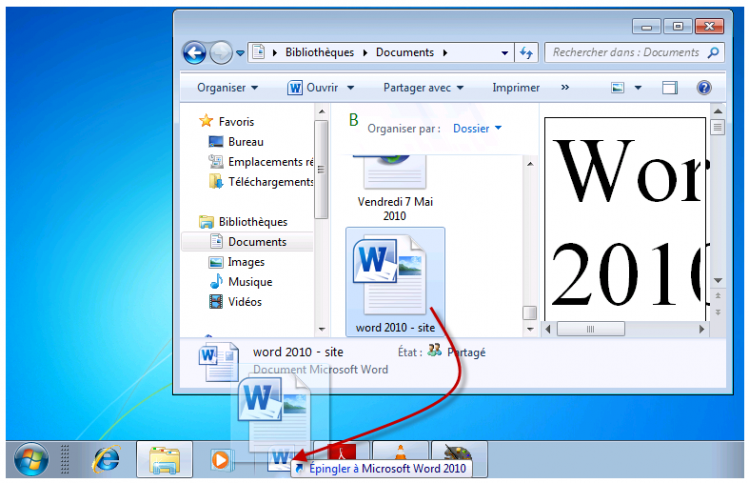 Bibliothèques Documents
Rechercher dans : Documents
Organiser Ouvrir Partager avec Imprimer »
Favoris
Bureau
Emplacements ré
Téléchargements
Bibliothèques
Documents
Images
Musique
Vidéos
B
Organiser par : Dossier
Vendredi 7 Mai
2010
word 2010 - site
Wor
201
word 2010 - site État : Partagé
Document Microsoft Word
Épingler à Microsoft Word 2010